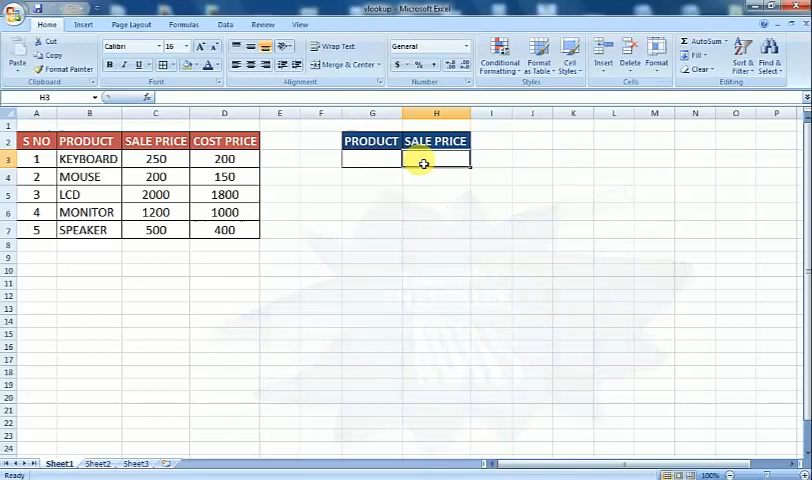 vlookup - Microsoft Excel
Home Insert Page Layout Formulas Data Review View
Cut
Copy
Format Painter
Paste
Clipboard
Calibri 16
B I U
Font
Wrap Text
Merge & Center
Alignment
General
$ % ,
Number
Conditional Formatting
Format as Table
Cell Styles
Styles
Insert Delete Format
Cells
Σ AutoSum
Fill
Clear
Sort & Filter
Find & Select
Editing
H3 fx
A B C D E F G H I J K L M N O P
1
2 S NO PRODUCT SALE PRICE COST PRICE PRODUCT SALE PRICE
3 1 KEYBOARD 250 200
4 2 MOUSE 200 150
5 3 LCD 2000 1800
6 4 MONITOR 1200 1000
7 5 SPEAKER 500 400
8
9
10
11
12
13
14
15
16
17
18
19
20
21
22
23
24
Sheet1 Sheet2 Sheet3
Ready 100%